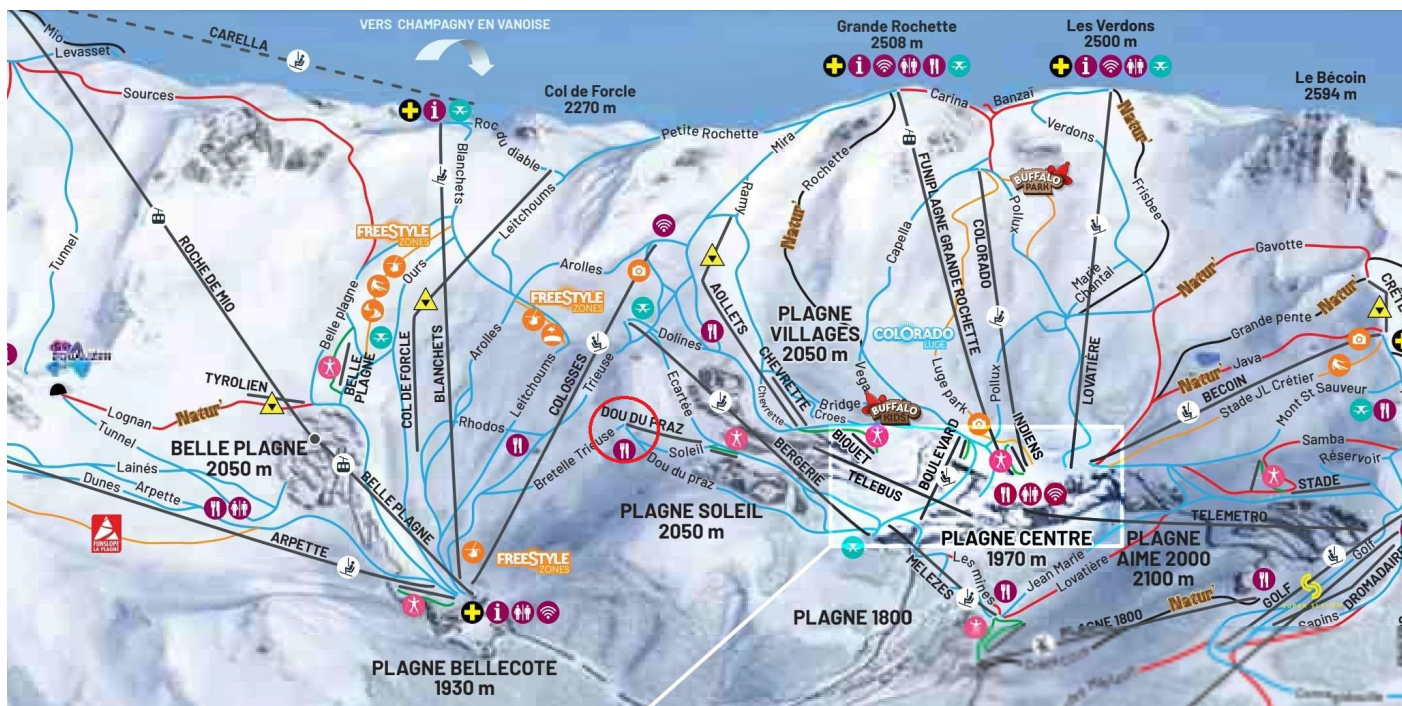 Mio
Levasset
CARELLA
VERS CHAMPAGNY EN VANOISE
Grande Rochette
2508 m
Les Verdons
2500 m
Le Bécoin
2594 m
Sources
Col de Forcle
2270 m
Roc du diable
Blanchets
Petite Rochette
Mira
Carina
Banzaï
Natur'
Rochette
FUNIPLAGNE GRANDE ROCHETTE
Verdons
BUFFALO
PARK
Frisbee
Tunnel
ROCHE DE MIO
FREESTYLE
ZONES
Ours
Leitchoums
Ramy
Natur'
Capella
COLORADO
Pollux
Gavotte
Arolles
Marie Chantal
Natur'
CRÊTE
Belle plagne
BELLE PLAGNE
COL DE FORCLE
BLANCHETS
FREESTYLE
ZONES
AOLLETS
PLAGNE
VILLAGES
2050 m
COLORADO
LUGE
Grande pente
Arolles
COLOSSES
Trieuse
Dolines
CHEVRETTE
Chevrette
Luge park
Pollux
LOVATIÈRE
Java
Natur'
BECOIN
Stade JL Crétier
Mont St Sauveur
TYROLIEN
Lognan
Natur'
Tunnel
Leitchoums
Ecartée
Vega
Bridge
Croes
BUFFALO
KIDS
INDIENS
Rhodos
DOU DU PRAZ
BELLE PLAGNE
2050 m
Bretelle Trieuse
Soleil
BIQUET
BOULEVARD
Samba
Réservoir
Lainés
Dunes
Arpette
BELLE PLAGNE
Dou du praz
BERGERIE
TELEBUS
STADE
PLAGNE SOLEIL
2050 m
TELEMETRO
FUNSLOPE
LA PLAGNE
ARPETTE
FREESTYLE
ZONES
PLAGNE CENTRE
1970 m
PLAGNE
AIME 2000
2100 m
Golf
MELEZES
Les mines
Jean Marie
Lovatière
GOLF
DROMADAIRE
PLAGNE 1800
Natur'
PLAGNE 1800
Sapins
PLAGNE BELLECOTE
1930 m